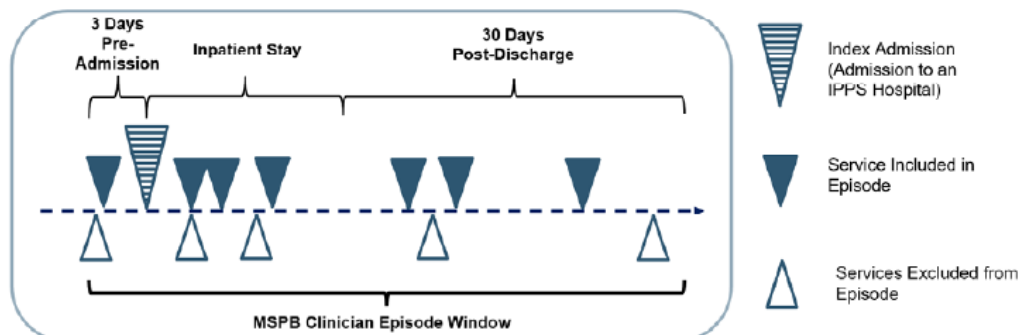 3 Days
Pre-
Admission
Inpatient Stay
30 Days
Post-Discharge
MSPB Clinician Episode Window
Index Admission
(Admission to an
IPPS Hospital)
Service Included in
Episode
Services Excluded from
Episode